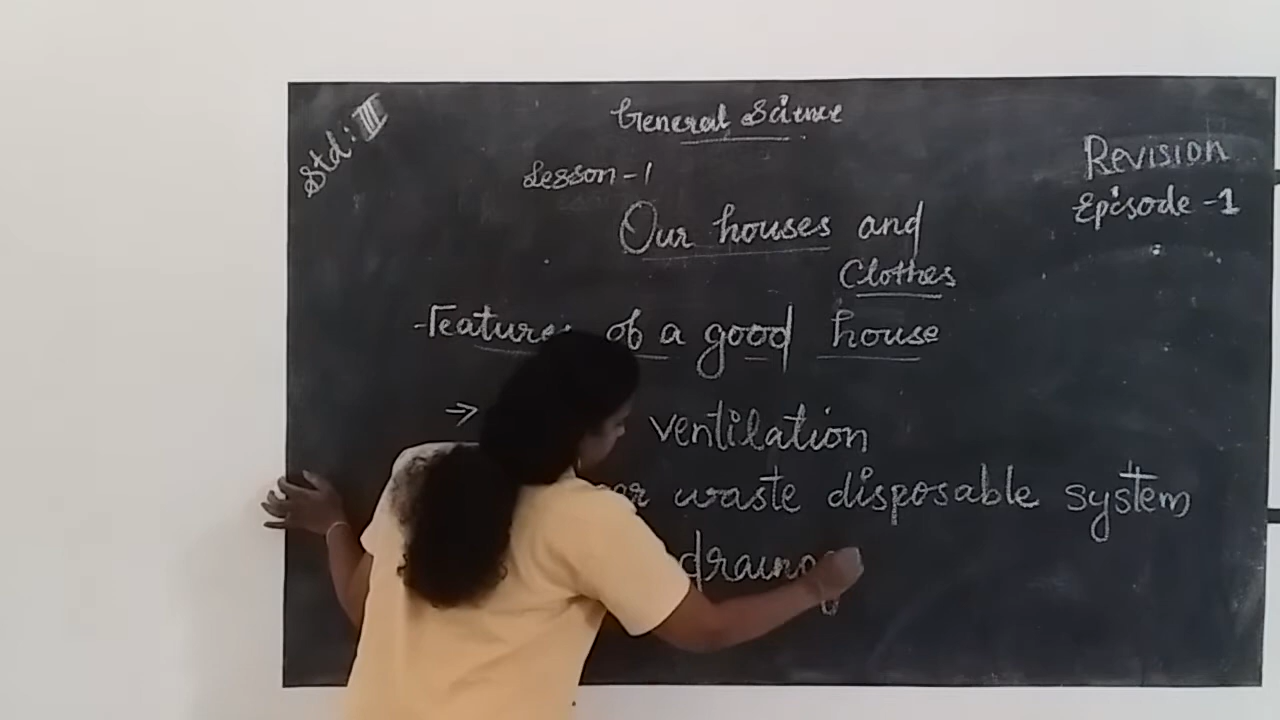 Std: III
General Science
Revision
Episode -1
Lesson -1
Our houses and
Clothes
Features of a good house
→ ventilation
waste disposable system